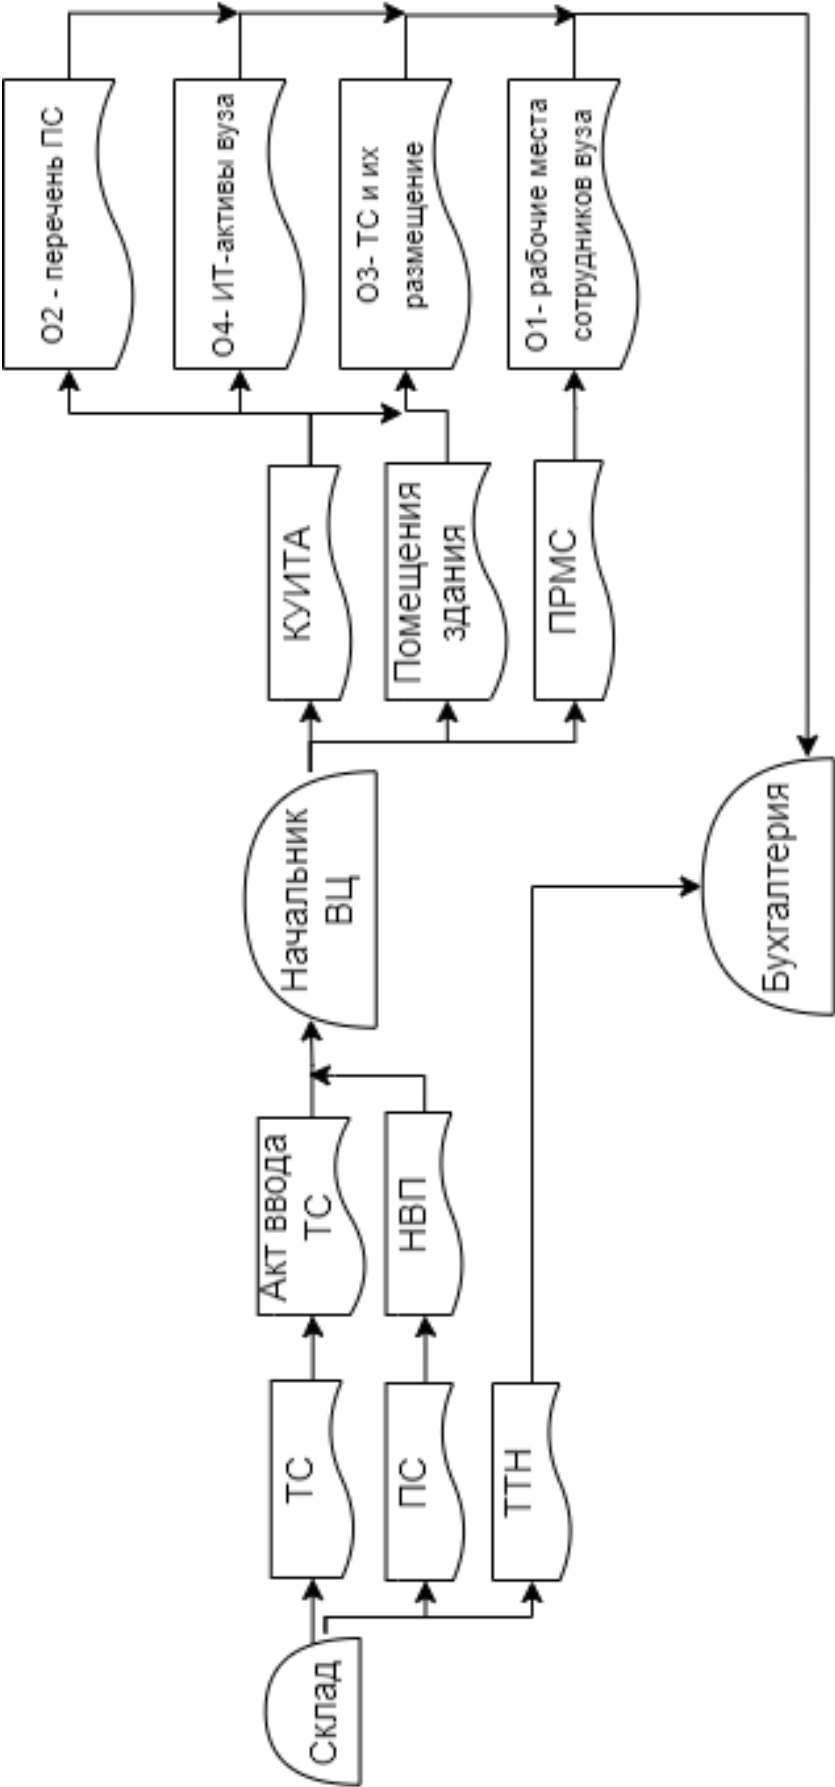 Склад
ТС
ПС
ТТН
Акт ввода
ТС
НВП
Начальник
ВЦ
Бухгалтерия
КУИТА
Помещения
здания
ПРМС
О2 - перечень ПС
О4- ИТ-активы вуза
О3- ТС и их
размещение
О1- рабочие места
сотрудников вуза